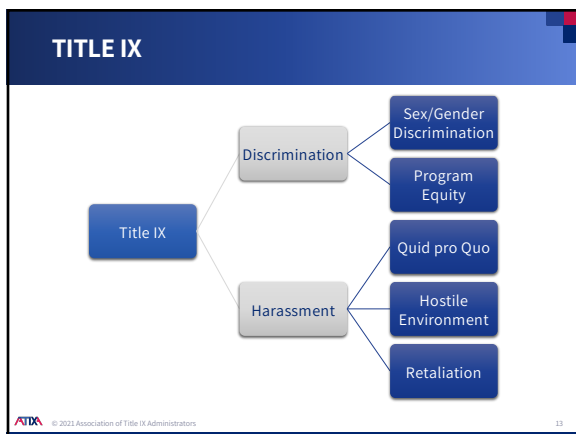 TITLE IX
Sex/Gender
Discrimination
Discrimination
Program
Equity
Title IX
Quid pro Quo
Harassment
Hostile
Environment
Retaliation
ATIXA © 2021 Association of Title IX Administrators 13